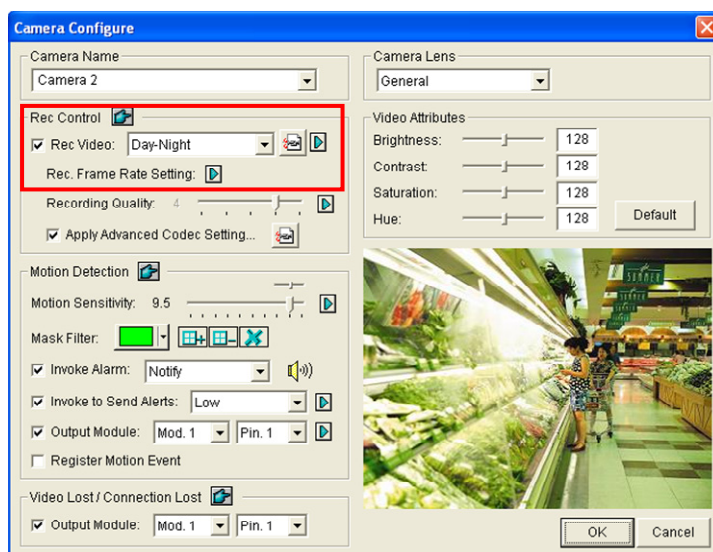 Camera Configure
Camera Name
Camera 2
Rec Control
Rec Video: Day-Night
Rec. Frame Rate Setting:
Recording Quality: 4
Apply Advanced Codec Setting...
Motion Detection
Motion Sensitivity: 9.5
Mask Filter:
Invoke Alarm: Notify
Invoke to Send Alerts: Low
Output Module: Mod. 1 Pin. 1
Register Motion Event
Video Lost / Connection Lost
Output Module: Mod. 1 Pin. 1
Camera Lens
General
Video Attributes
Brightness: 128
Contrast: 128
Saturation: 128
Hue: 128
Default
SUMMER
SUMMER
OK Cancel